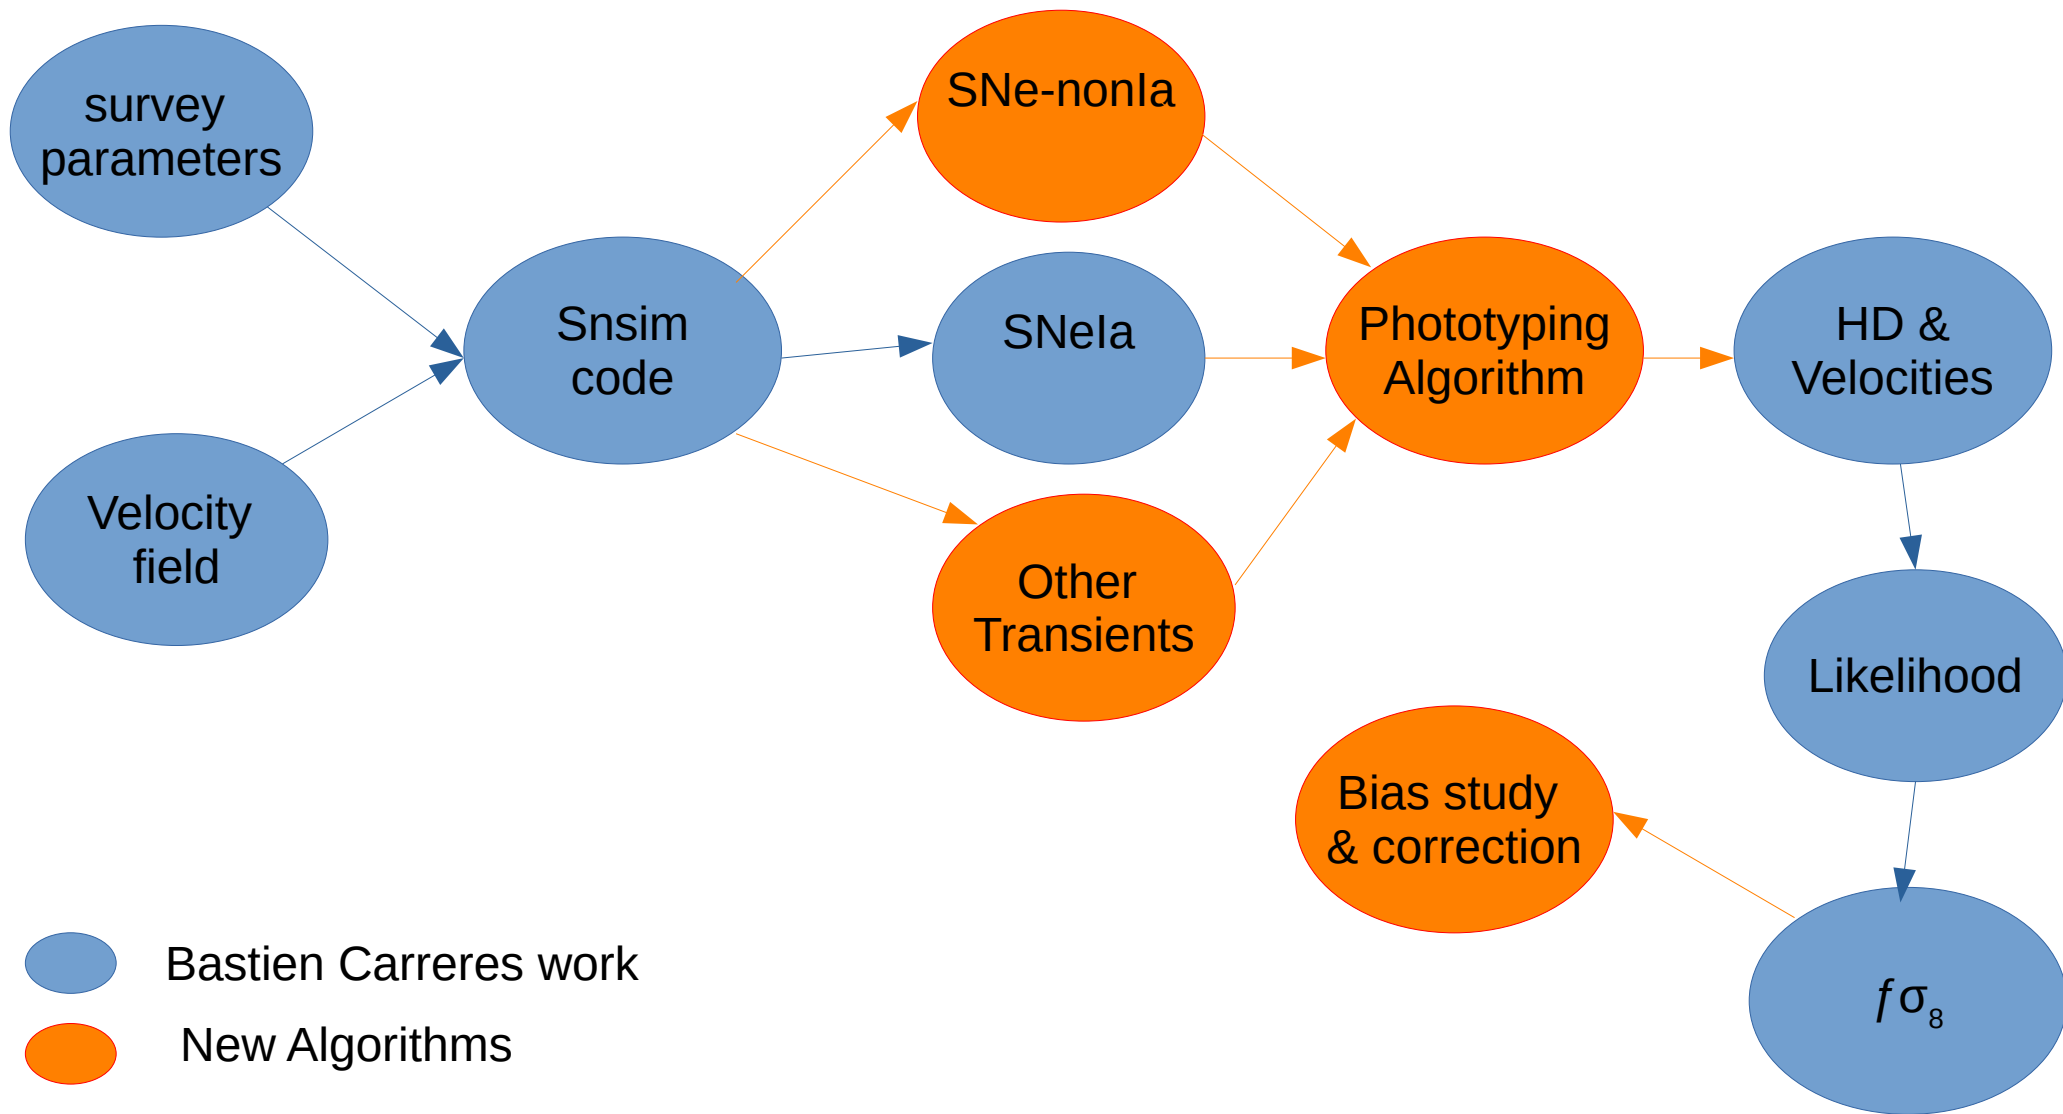 survey
parameters
Velocity
field
Snsim
code
SNe-nonIa
SNeIa
Other
Transients
Phototyping
Algorithm
HD &
Velocities
Likelihood
ƒσ₈
Bias study
& correction
Bastien Carreres work
New Algorithms